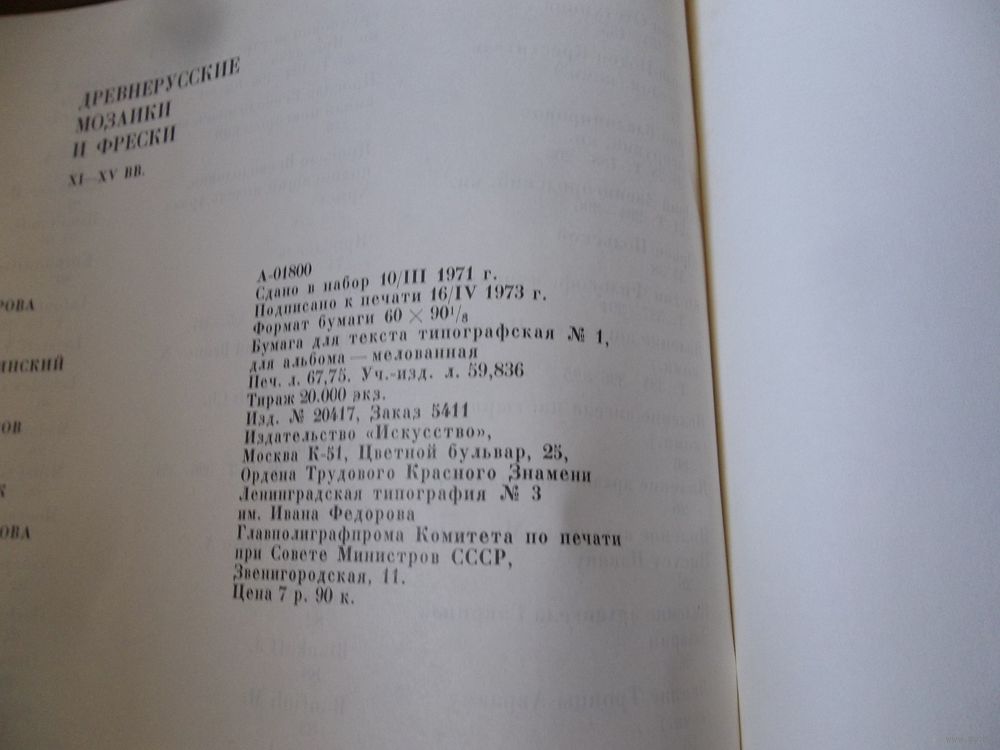 ДРЕВНЕРУССКИЕ
МОЗАИКИ
И ФРЕСКИ
XI—XV ВВ.
А-01800
Сдано в набор 10/III 1971 г.
Подписано к печати 16/IV 1973 г.
Формат бумаги 60 × 90¹/₈
Бумага для текста типографская № 1,
для альбома — мелованная
Печ. л. 67,75. Уч.-изд. л. 59,836
Тираж 20.000 экз.
Изд. № 20417, Заказ 5411
Издательство «Искусство»,
Москва К-51, Цветной бульвар, 25,
Ордена Трудового Красного Знамени
Ленинградская типография № 3
им. Ивана Федорова
Главполиграфпрома Комитета по печати
при Совете Министров СССР,
Звенигородская, 11.
Цена 7 р. 90 к.